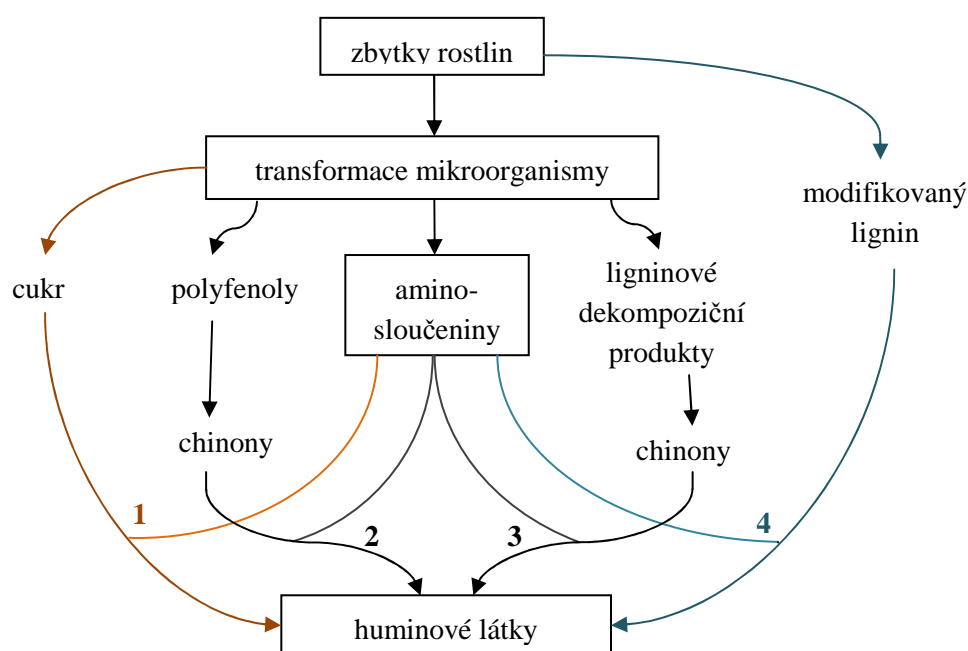 zbytky rostlin
transformace mikroorganismy
modifikovaný
lignin
cukr
polyfenoly
amino-
sloučeniny
ligninové
dekompoziční
produkty
chinony
chinony
1
2
3
4
huminové látky